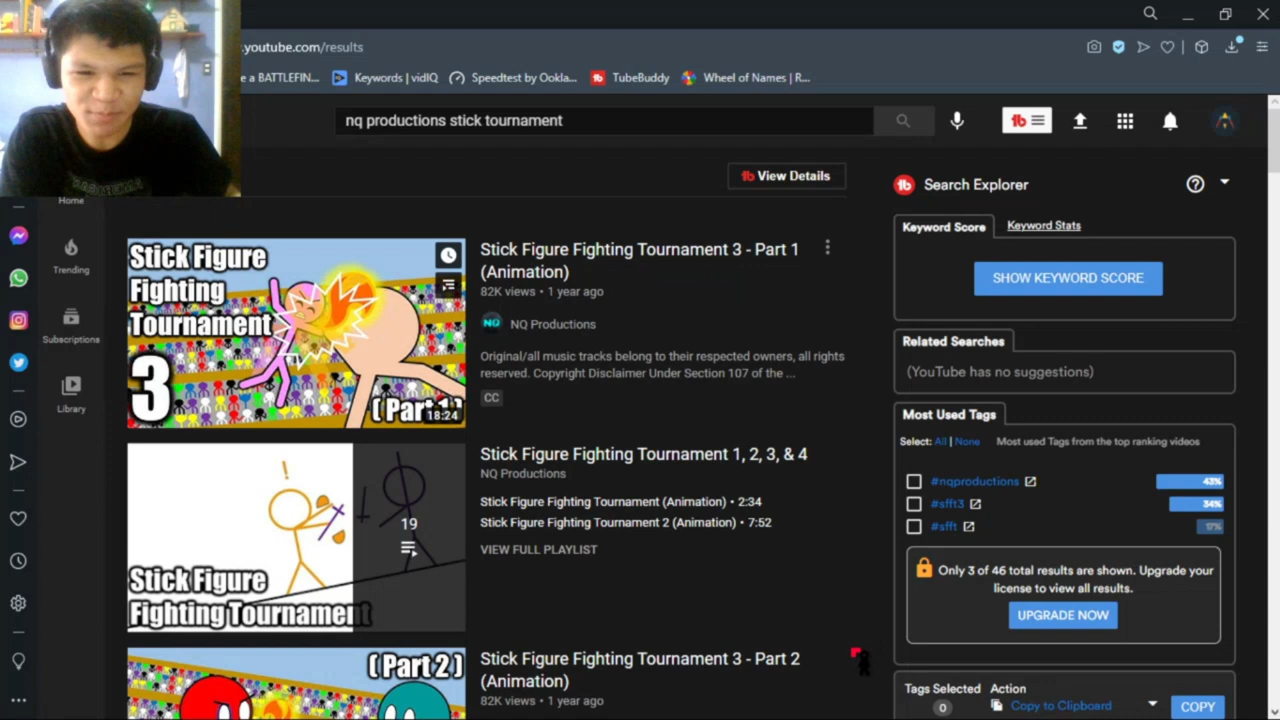 .youtube.com/results
e a BATTLEFIN...
Keywords | vidIQ
Speedtest by Ookla...
TubeBuddy
Wheel of Names | R...
nq productions stick tournament
View Details
Home
Trending
Subscriptions
Library
Stick Figure
Fighting
Tournament
3
(Part 1)
18:24
Stick Figure Fighting Tournament 3 - Part 1
(Animation)
82K views • 1 year ago
NQ
NQ Productions
Original/all music tracks belong to their respected owners, all rights
reserved. Copyright Disclaimer Under Section 107 of the ...
CC
!
19
Stick Figure
Fighting Tournament
Stick Figure Fighting Tournament 1, 2, 3, & 4
NQ Productions
Stick Figure Fighting Tournament (Animation) • 2:34
Stick Figure Fighting Tournament 2 (Animation) • 7:52
VIEW FULL PLAYLIST
(Part 2)
Stick Figure Fighting Tournament 3 - Part 2
(Animation)
82K views • 1 year ago
Search Explorer
Keyword Score
Keyword Stats
SHOW KEYWORD SCORE
Related Searches
(YouTube has no suggestions)
Most Used Tags
Select: All | None
Most used Tags from the top ranking videos
#nqproductions
43%
#sfft3
34%
#sfft
17%
Only 3 of 46 total results are shown. Upgrade your
license to view all results.
UPGRADE NOW
Tags Selected
0
Action
Copy to Clipboard
COPY